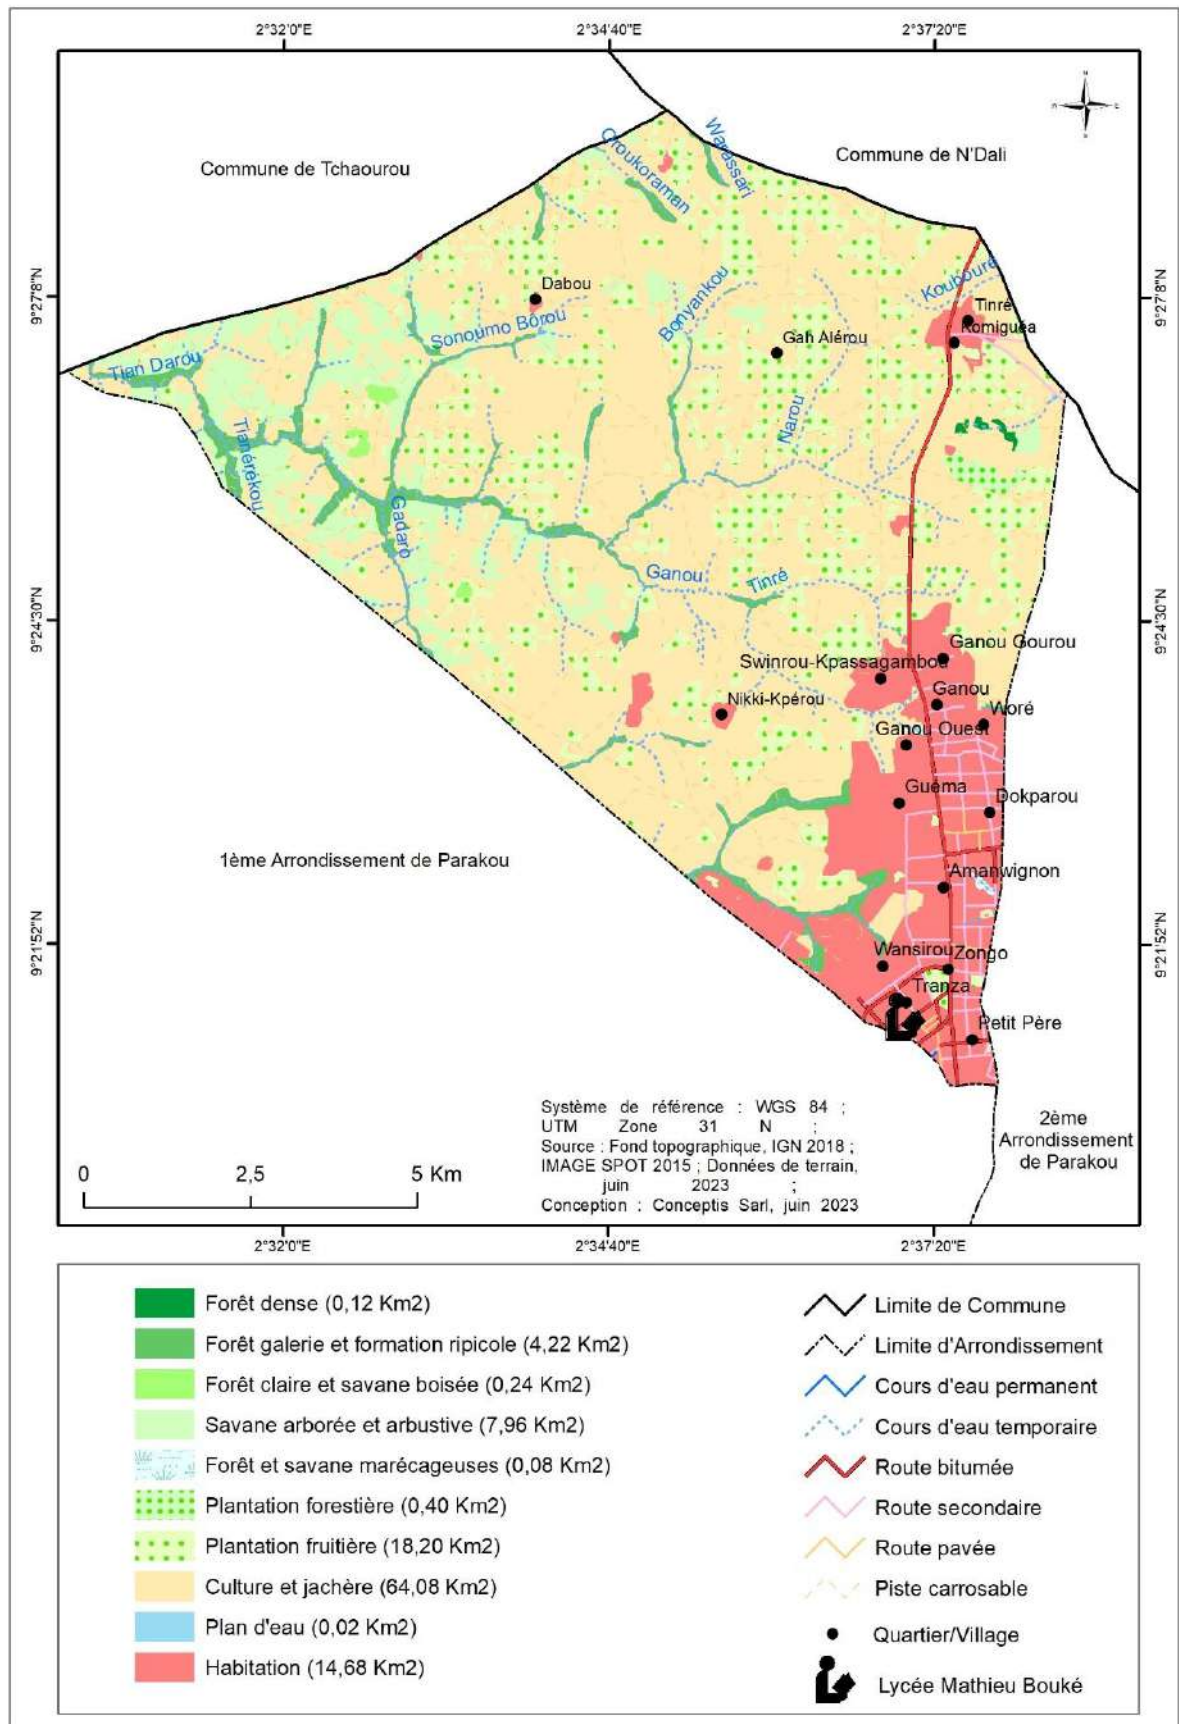 2°32'0"E
2°34'40"E
2°37'20"E
Commune de Tchaourou
Oroukoraman
Warassari
Commune de N'Dali
9°27'8"N
9°27'8"N
Dabou
Sonoumo Bôrou
Bonyankou
Koubouré
Tinré
Komiguéa
Gah Alérou
Tian Darou
Narou
Tianérékou
Gadaro
Ganou
Tinré
9°24'30"N
9°24'30"N
Ganou Gourou
Swinrou-Kpassagambou
Nikki-Kpérou
Ganou
Woré
Ganou Ouest
Guéma
Dokparou
1ème Arrondissement de Parakou
Amanwignon
9°21'52"N
9°21'52"N
Wansirou
Zongo
Tranza
Petit Père
Système de référence : WGS 84 ;
UTM Zone 31 N ;
Source : Fond topographique, IGN 2018 ;
IMAGE SPOT 2015 ; Données de terrain,
juin 2023 ;
Conception : Conceptis Sarl, juin 2023
2ème
Arrondissement
de Parakou
0 2,5 5 Km
2°32'0"E
2°34'40"E
2°37'20"E
Forêt dense (0,12 Km2)
Forêt galerie et formation ripicole (4,22 Km2)
Forêt claire et savane boisée (0,24 Km2)
Savane arborée et arbustive (7,96 Km2)
Forêt et savane marécageuses (0,08 Km2)
Plantation forestière (0,40 Km2)
Plantation fruitière (18,20 Km2)
Culture et jachère (64,08 Km2)
Plan d'eau (0,02 Km2)
Habitation (14,68 Km2)
Limite de Commune
Limite d'Arrondissement
Cours d'eau permanent
Cours d'eau temporaire
Route bitumée
Route secondaire
Route pavée
Piste carrosable
Quartier/Village
Lycée Mathieu Bouké